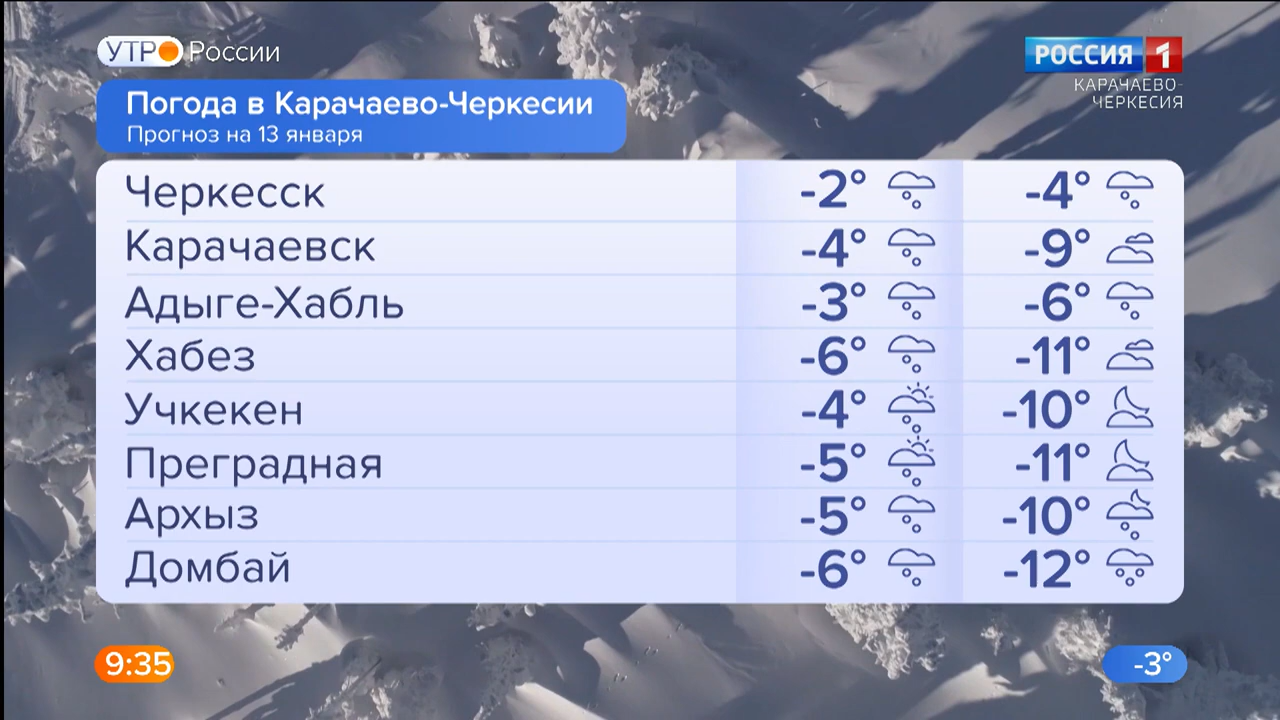 УТРО России
РОССИЯ 1
КАРАЧАЕВО-
ЧЕРКЕСИЯ
Погода в Карачаево-Черкесии
Прогноз на 13 января
Черкесск -2° -4°
Карачаевск -4° -9°
Адыге-Хабль -3° -6°
Хабез -6° -11°
Учкекен -4° -10°
Преградная -5° -11°
Архыз -5° -10°
Домбай -6° -12°
9:35 -3°